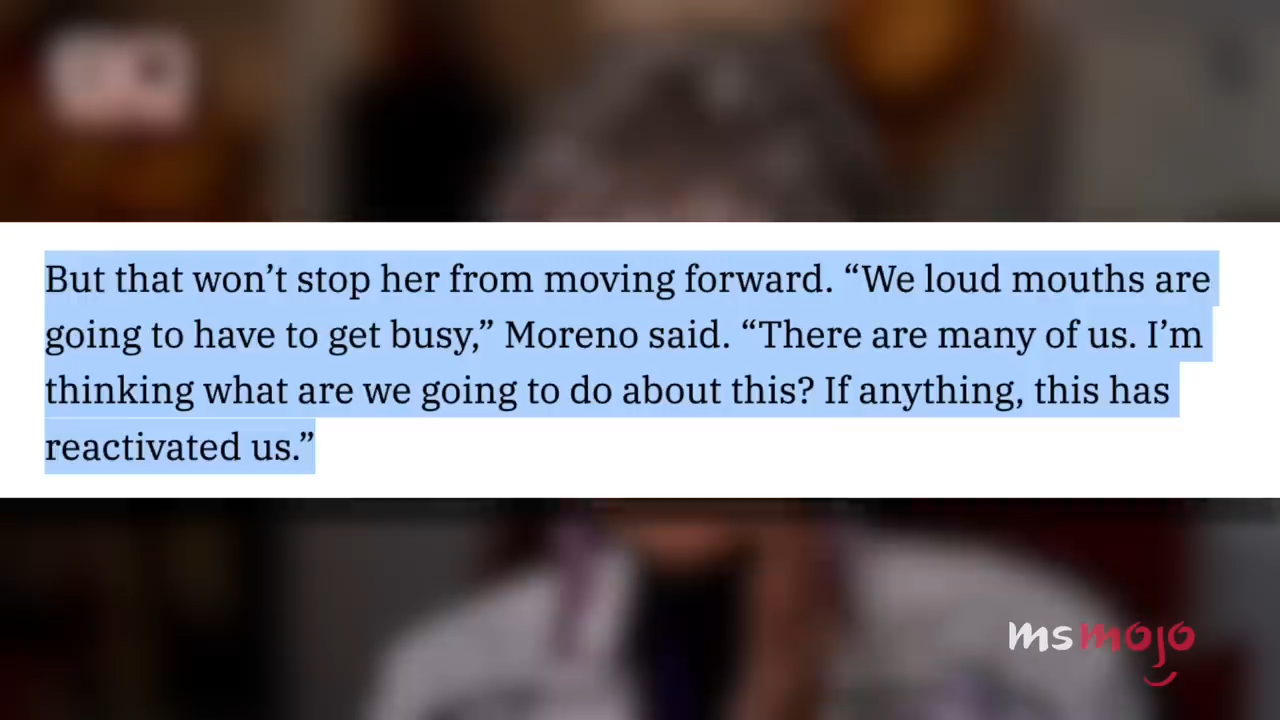 But that won’t stop her from moving forward. “We loud mouths are
going to have to get busy,” Moreno said. “There are many of us. I’m
thinking what are we going to do about this? If anything, this has
reactivated us.”
msmojo